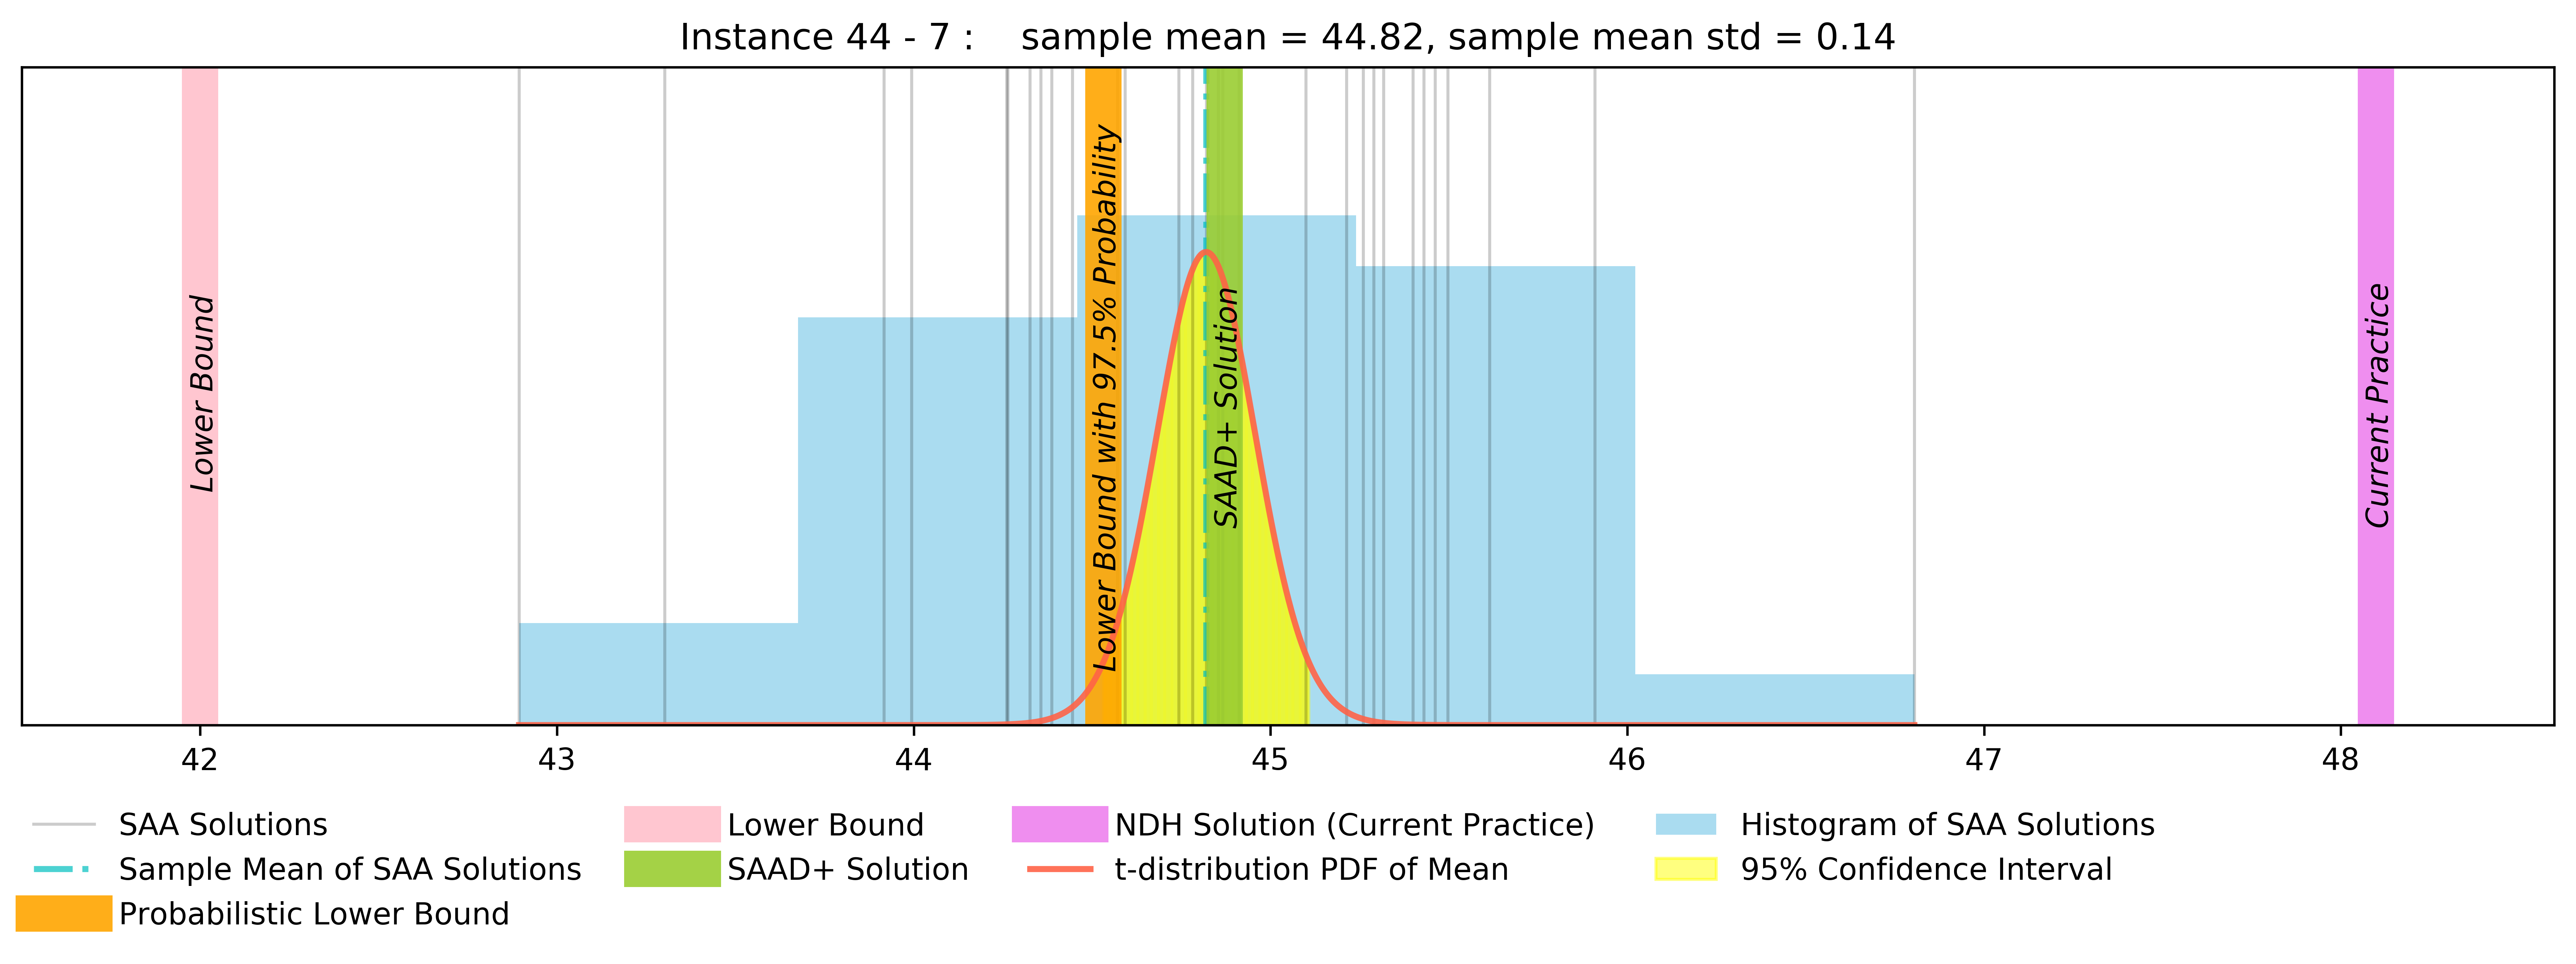 Instance 44 - 7 :    sample mean = 44.82, sample mean std = 0.14
Lower Bound
Lower Bound with 97.5% Probability
SAAD+ Solution
Current Practice
42 43 44 45 46 47 48
SAA Solutions
Sample Mean of SAA Solutions
Probabilistic Lower Bound
Lower Bound
SAAD+ Solution
NDH Solution (Current Practice)
t-distribution PDF of Mean
Histogram of SAA Solutions
95% Confidence Interval